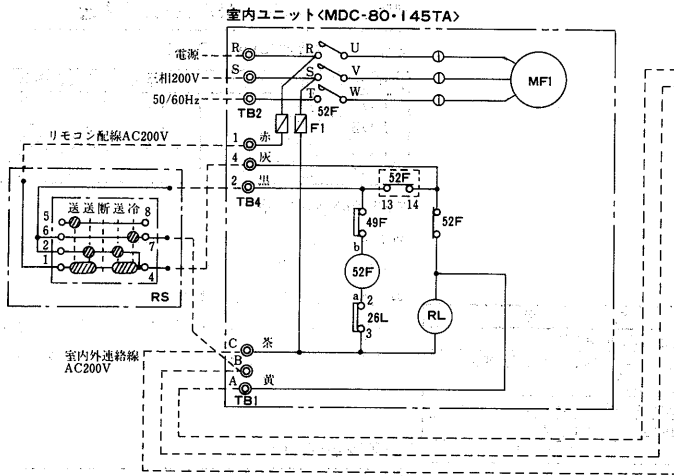 室内ユニット<MDC-80・145TA>
電源 R R U
三相200V S S V MF1
50/60Hz T W
TB2 52F
F1
リモコン配線AC200V 1 赤
4 灰
2 黒
TB4 52F
13 14
送 送 断 送 冷
5 8
6 7
2
1 4
RS
49F 52F
b
52F
a 2
26L RL
3
C 茶
室内外連絡線 B
AC200V A 黄
TB1